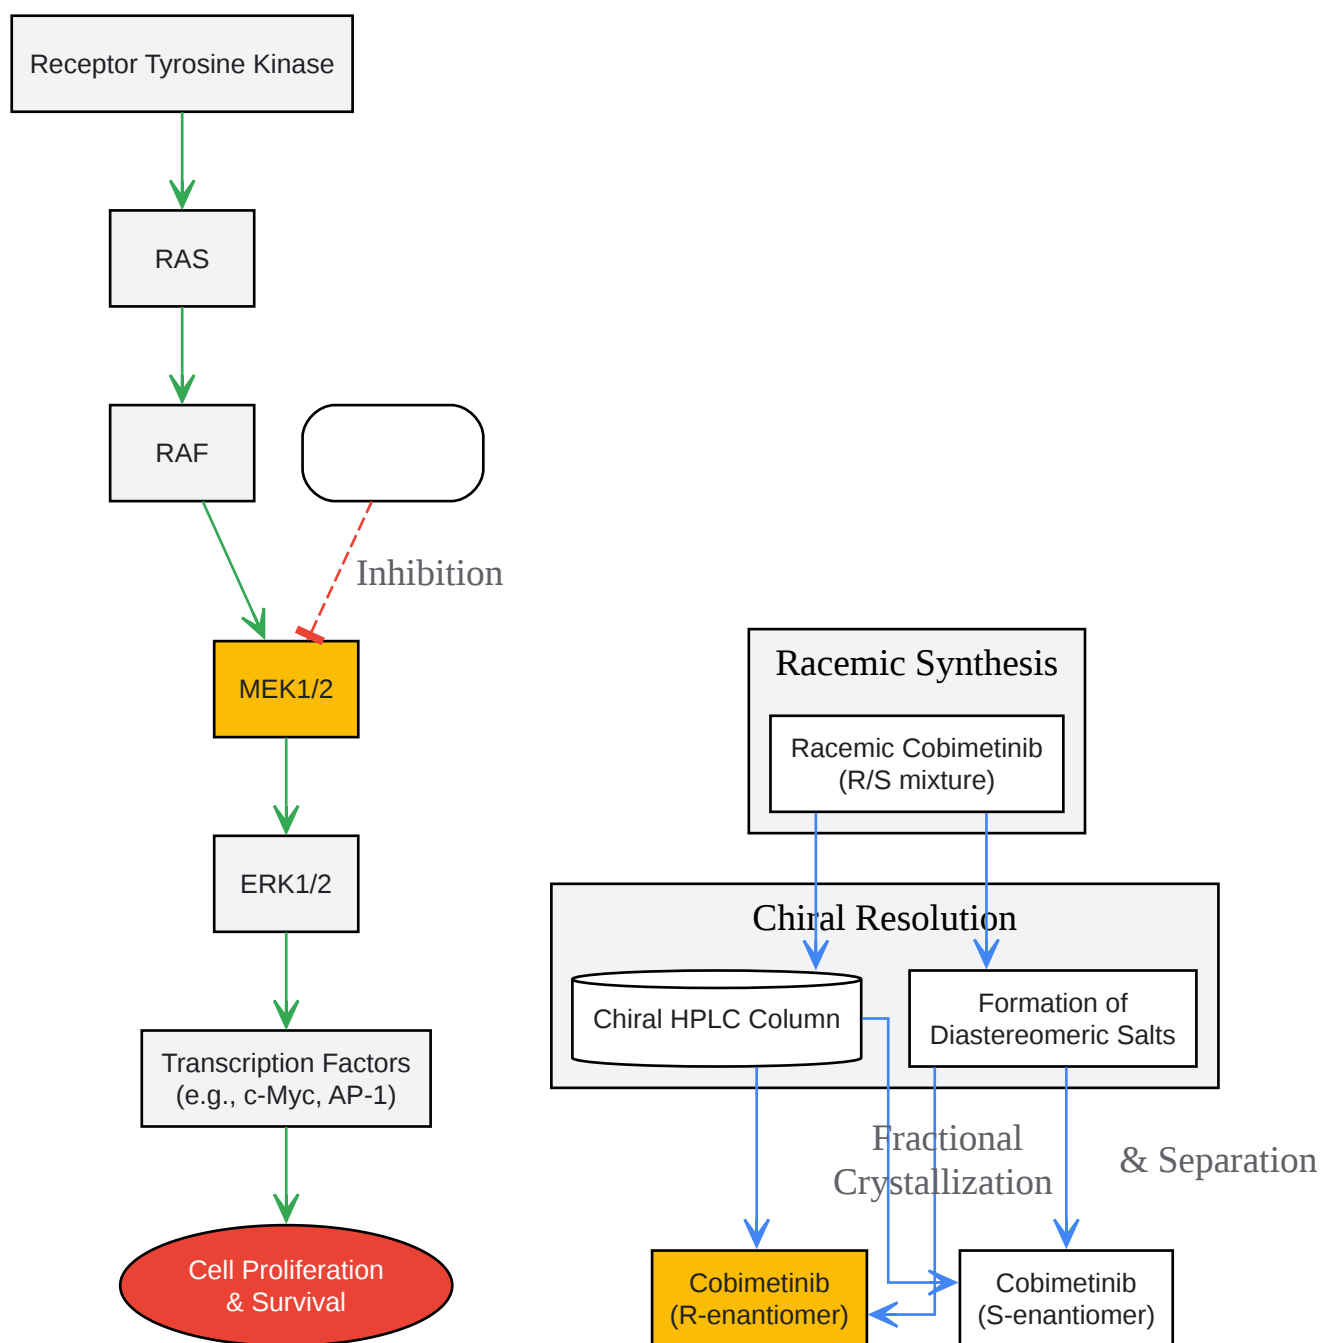 Receptor Tyrosine Kinase
RAS
RAF
Inhibition
MEK1/2
ERK1/2
Transcription Factors
(e.g., c-Myc, AP-1)
Cell Proliferation
& Survival
Racemic Synthesis
Racemic Cobimetinib
(R/S mixture)
Chiral Resolution
Chiral HPLC Column
Formation of
Diastereomeric Salts
Fractional
Crystallization
& Separation
Cobimetinib
(R-enantiomer)
Cobimetinib
(S-enantiomer)